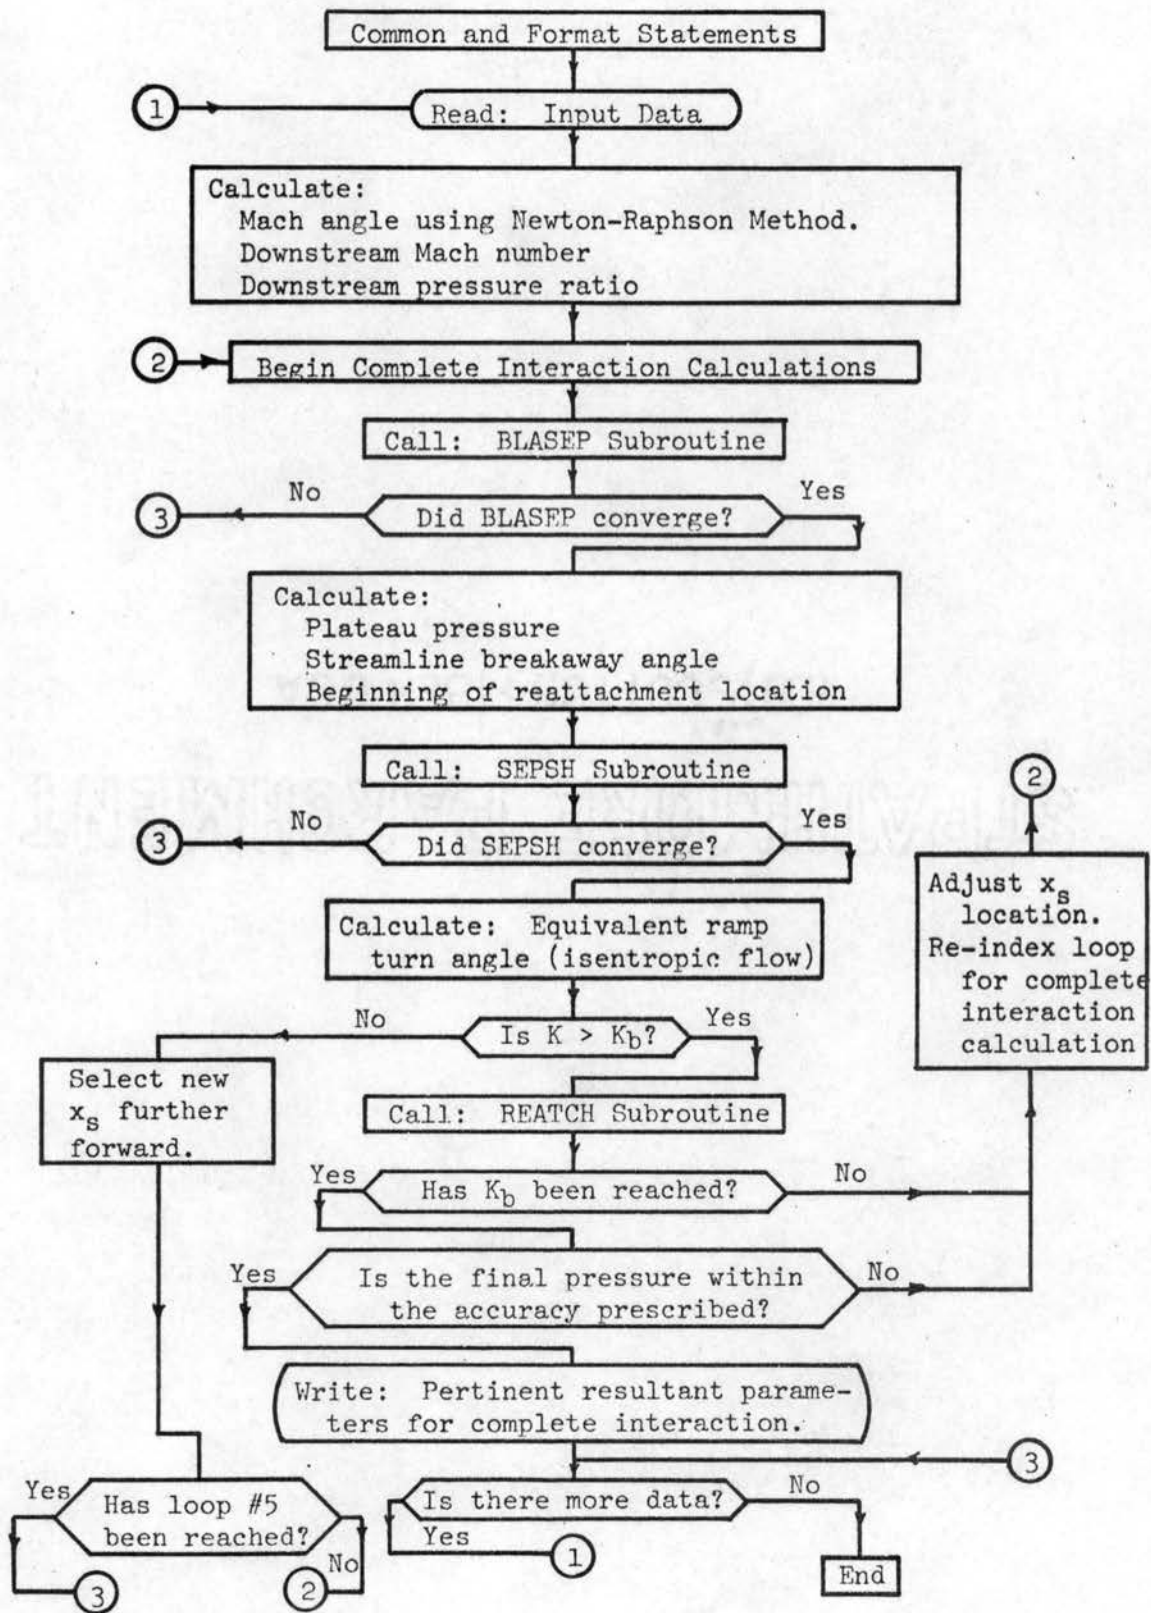 Common and Format Statements
1
Read: Input Data
Calculate:
Mach angle using Newton-Raphson Method.
Downstream Mach number
Downstream pressure ratio
2
Begin Complete Interaction Calculations
Call: BLASEP Subroutine
No
Yes
3
Did BLASEP converge?
Calculate:
Plateau pressure
Streamline breakaway angle
Beginning of reattachment location
Call: SEPSH Subroutine
2
No
Yes
3
Did SEPSH converge?
Adjust x_s
location.
Re-index loop
for complete
interaction
calculation
Calculate: Equivalent ramp
turn angle (isentropic flow)
No
Yes
Is K > K_b?
Select new
x_s further
forward.
Call: REATCH Subroutine
Yes
Has K_b been reached?
No
Yes
Is the final pressure within
the accuracy prescribed?
No
Write: Pertinent resultant parame-
ters for complete interaction.
3
Yes
Has loop #5
been reached?
No
3
2
Is there more data?
No
Yes
1
End